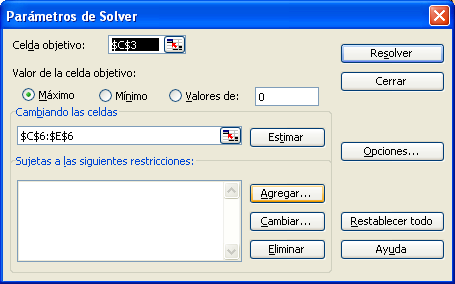 Parámetros de Solver
Celda objetivo: $C$3
Resolver
Valor de la celda objetivo:
Cerrar
Máximo Mínimo Valores de: 0
Cambiando las celdas
$C$6:$E$6 Estimar
Opciones...
Sujetas a las siguientes restricciones:
Agregar...
Cambiar... Restablecer todo
Eliminar Ayuda